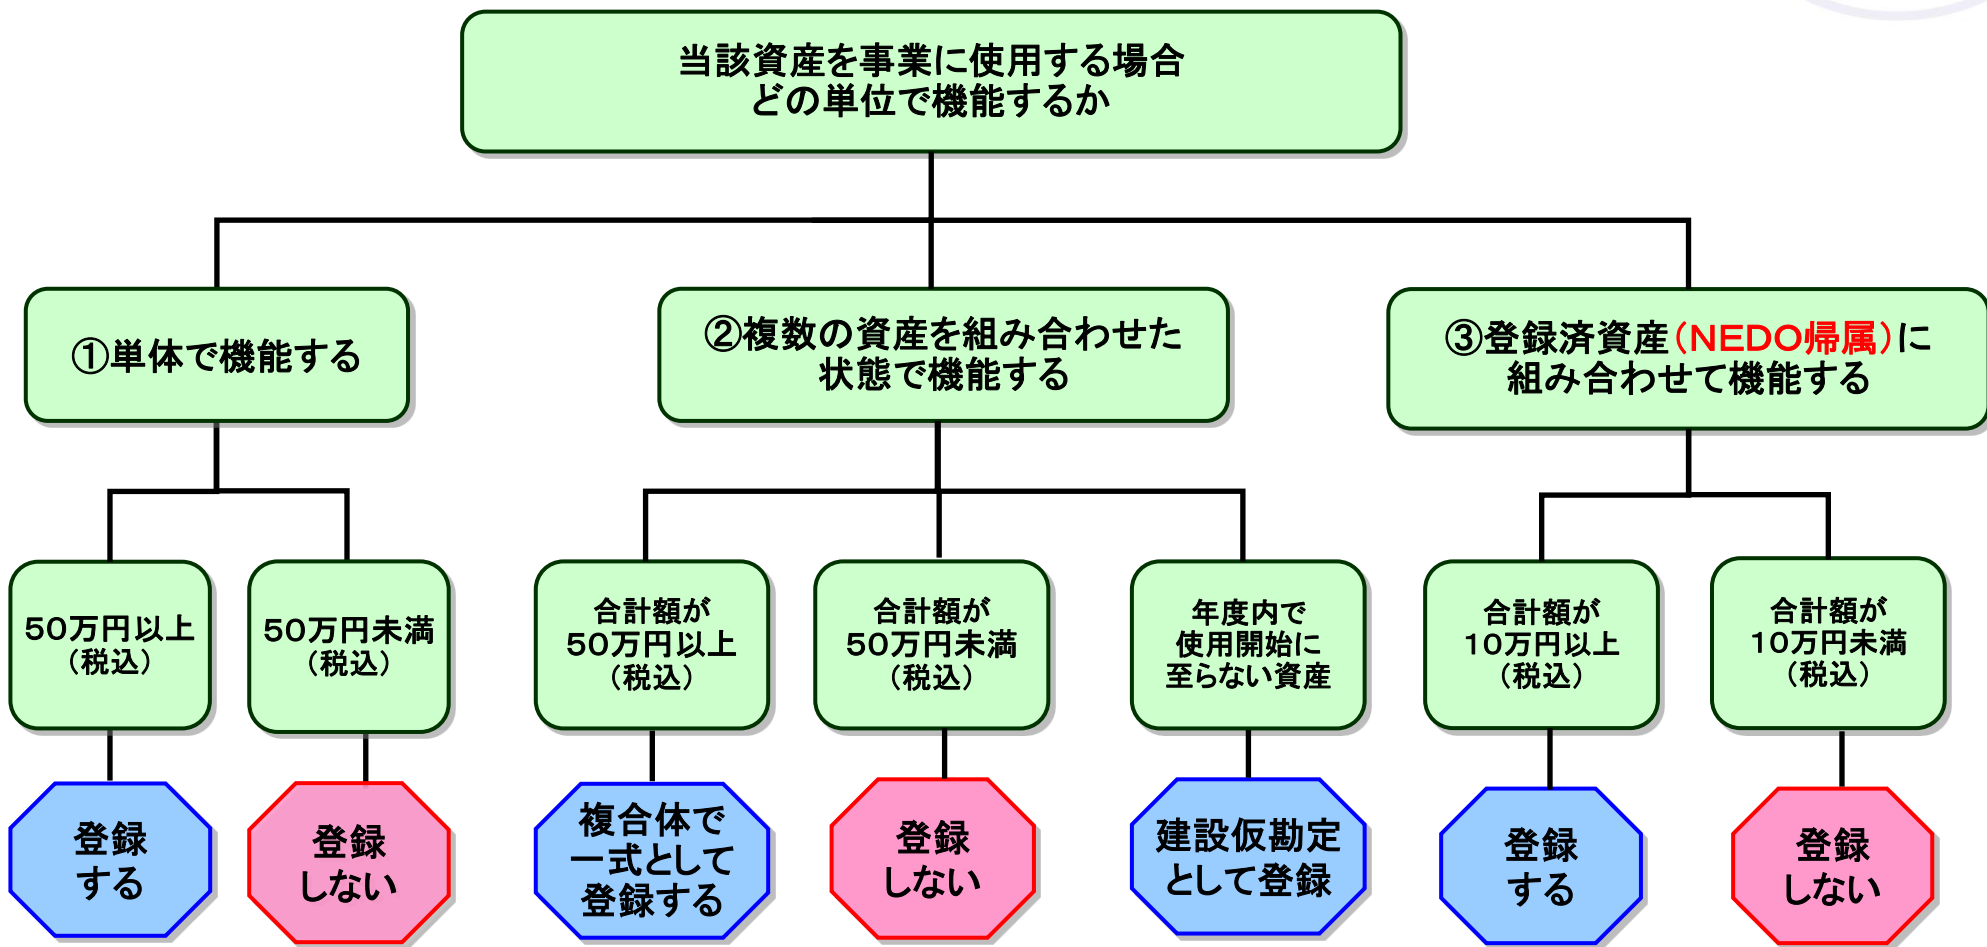 当該資産を事業に使用する場合
どの単位で機能するか
①単体で機能する
②複数の資産を組み合わせた
状態で機能する
③登録済資産(NEDO帰属)に
組み合わせて機能する
50万円以上
(税込)
50万円未満
(税込)
合計額が
50万円以上
(税込)
合計額が
50万円未満
(税込)
年度内で
使用開始に
至らない資産
合計額が
10万円以上
(税込)
合計額が
10万円未満
(税込)
登録
する
登録
しない
複合体で
一式として
登録する
登録
しない
建設仮勘定
として登録
登録
する
登録
しない